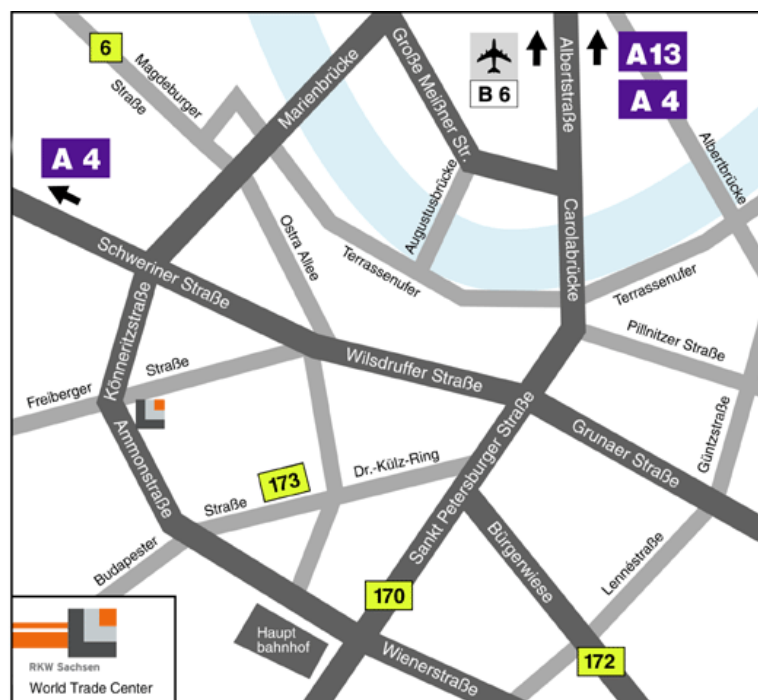 6
Magdeburger
Straße
Marienbrücke
Große Meißner Str.
B 6
Albertstraße
A13
A 4
Albertbrücke
A 4
Ostra Allee
Augustusbrücke
Carolabrücke
Schweriner Straße
Terrassenufer
Terrassenufer
Könneritzstraße
Pillnitzer Straße
Freiberger
Straße
Wilsdruffer Straße
Ammonstraße
Güntzstraße
Grunaer Straße
Sankt Petersburger Straße
Dr.-Külz-Ring
173
Straße
Budapester
Bürgerwiese
Lennéstraße
170
Haupt
bahnhof
Wienerstraße
172
RKW Sachsen
World Trade Center